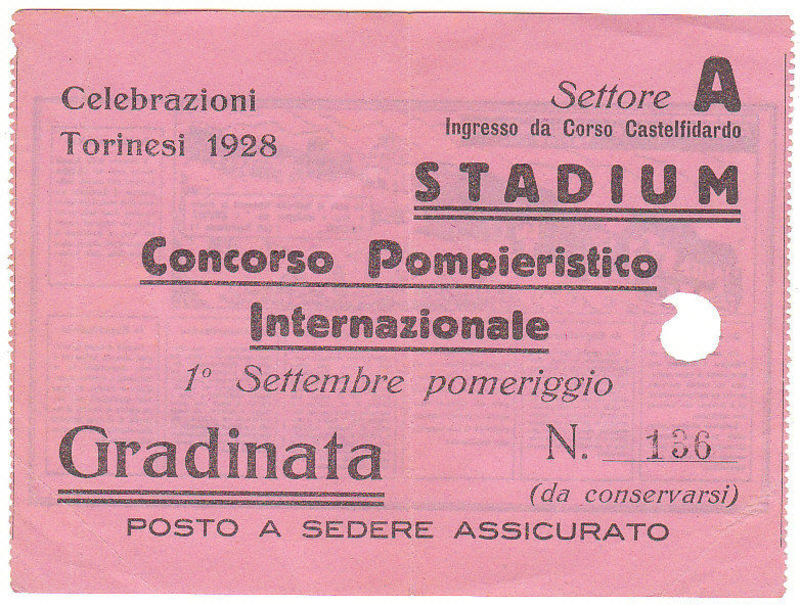 Celebrazioni
Torinesi 1928
Settore A
Ingresso da Corso Castelfidardo
STADIUM
Concorso Pompieristico
Internazionale
1° Settembre pomeriggio
Gradinata
N. 136
(da conservarsi)
POSTO A SEDERE ASSICURATO